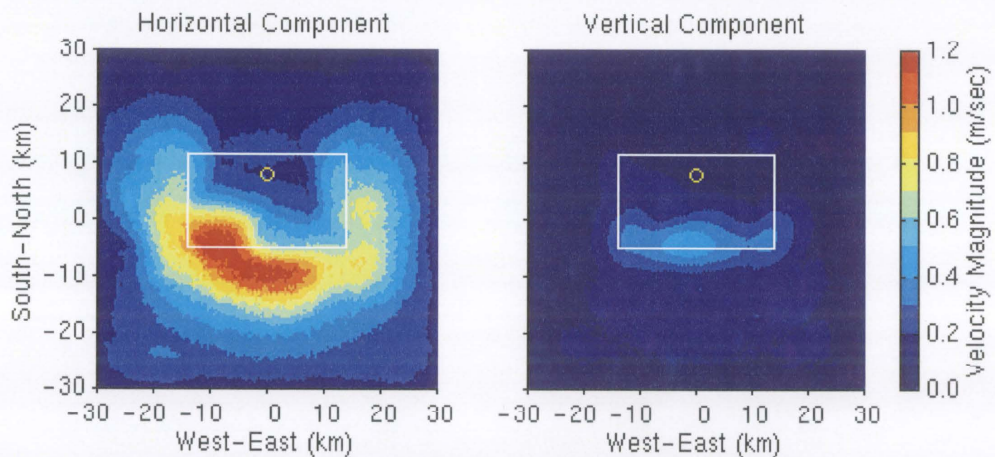 Horizontal Component
Vertical Component
30
20
10
0
-10
-20
-30
South-North (km)
-30 -20 -10 0 10 20 30
West-East (km)
-30 -20 -10 0 10 20 30
West-East (km)
1.2
1.0
0.8
0.6
0.4
0.2
0.0
Velocity Magnitude (m/sec)